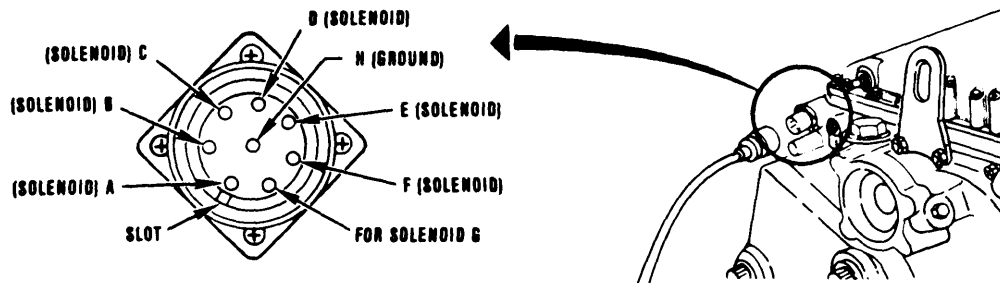 D (SOLENOID)
(SOLENOID) C
H (GROUND)
(SOLENOID) B
E (SOLENOID)
(SOLENOID) A
F (SOLENOID)
SLOT
FOR SOLENOID G